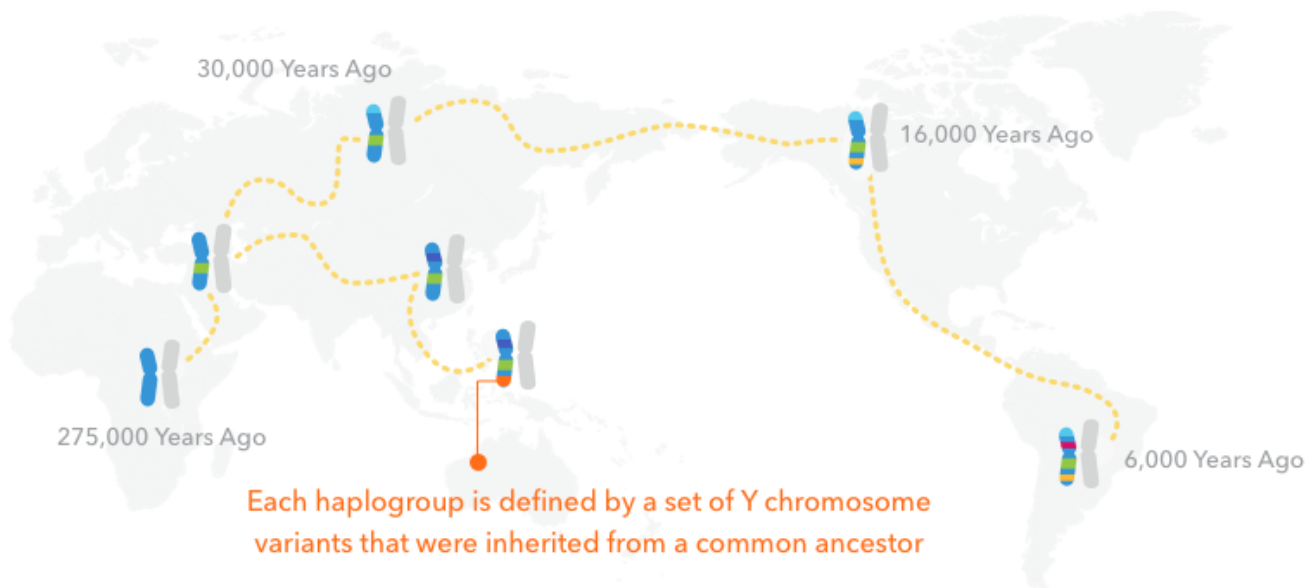 30,000 Years Ago
16,000 Years Ago
275,000 Years Ago
6,000 Years Ago
Each haplogroup is defined by a set of Y chromosome
variants that were inherited from a common ancestor